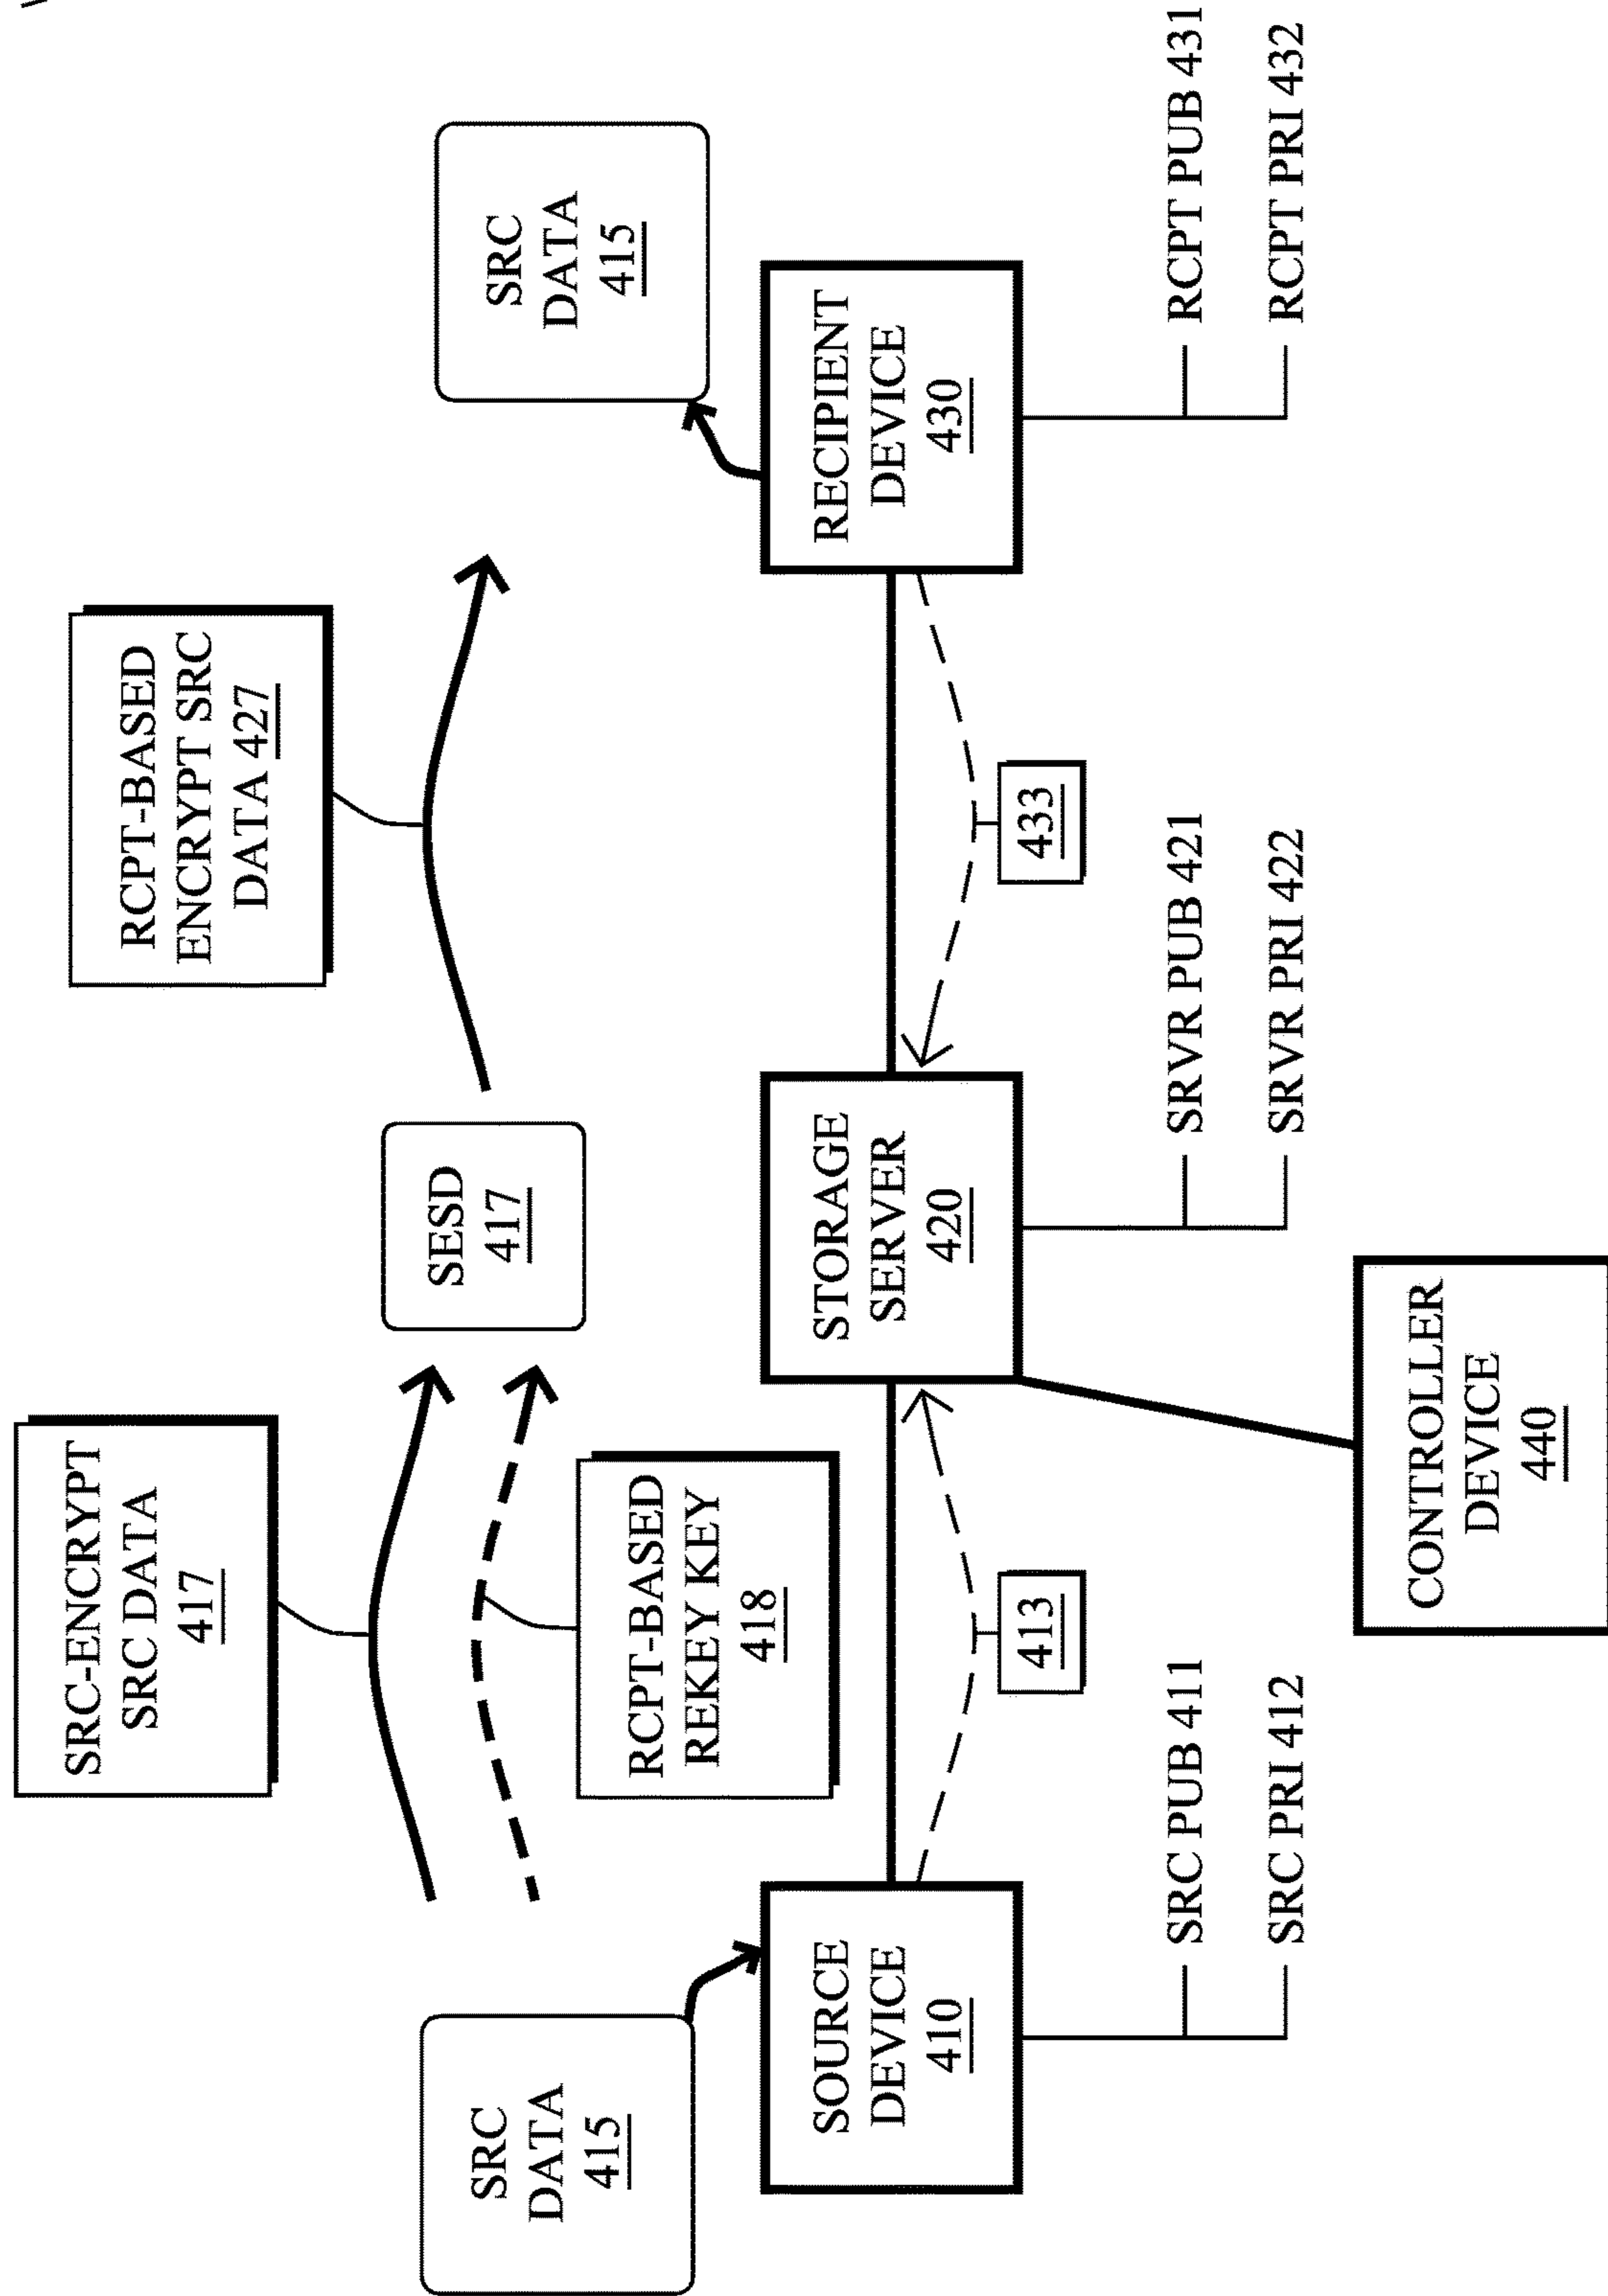 SRC-ENCRYPT
SRC DATA
417
RCPT-BASED
ENCRYPT SRC
DATA 427
SRC
DATA
415
SESD
417
SRC
DATA
415
RCPT-BASED
REKEY KEY
418
SOURCE
DEVICE
410
STORAGE
SERVER
420
RECIPIENT
DEVICE
430
413
433
SRC PUB 411
SRC PRI 412
SRVR PUB 421
SRVR PRI 422
RCPT PUB 431
RCPT PRI 432
CONTROLLER
DEVICE
440